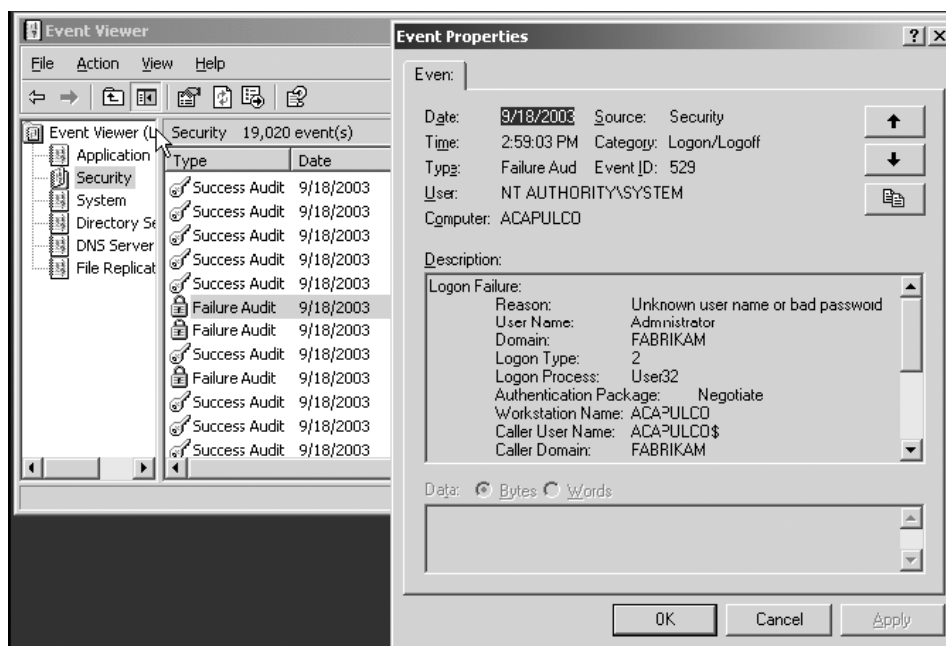 Event Viewer
File Action View Help
Event Viewer (L
Application
Security
System
Directory Se
DNS Server
File Replicat
Security 19,020 event(s)
Type Date
Success Audit 9/18/2003
Success Audit 9/18/2003
Success Audit 9/18/2003
Success Audit 9/18/2003
Success Audit 9/18/2003
Failure Audit 9/18/2003
Failure Audit 9/18/2003
Success Audit 9/18/2003
Failure Audit 9/18/2003
Success Audit 9/18/2003
Success Audit 9/18/2003
Success Audit 9/18/2003
Event Properties
Event
Date: 9/18/2003 Source: Security
Time: 2:59:03 PM Category: Logon/Logoff
Type: Failure Aud Event ID: 529
User: NT AUTHORITY\SYSTEM
Computer: ACAPULCO
Description:
Logon Failure:
Reason: Unknown user name or bad password
User Name: Administrator
Domain: FABRIKAM
Logon Type: 2
Logon Process: User32
Authentication Package: Negotiate
Workstation Name: ACAPULCO
Caller User Name: ACAPULCO$
Caller Domain: FABRIKAM
Data: Bytes Words
OK Cancel Apply